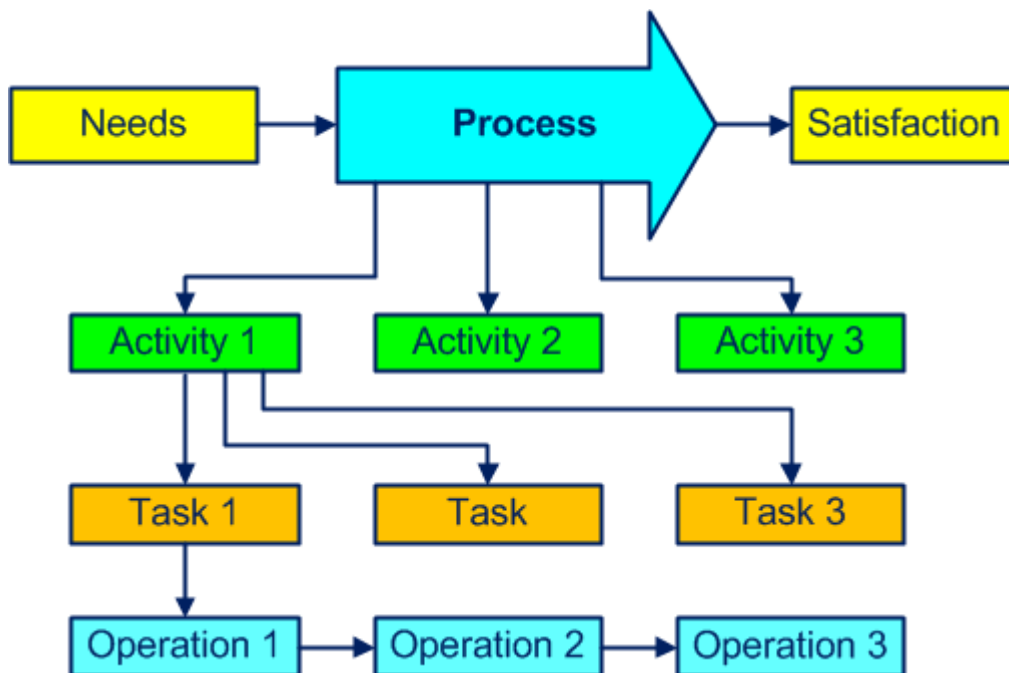 Needs
Process
Satisfaction
Activity 1
Activity 2
Activity 3
Task 1
Task
Task 3
Operation 1
Operation 2
Operation 3